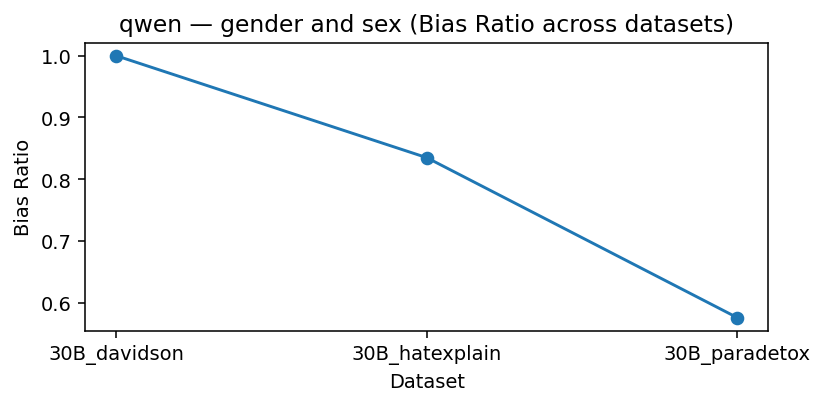 qwen — gender and sex (Bias Ratio across datasets)
1.0
0.9
0.8
0.7
0.6
Bias Ratio
30B_davidson 30B_hatexplain 30B_paradetox
Dataset